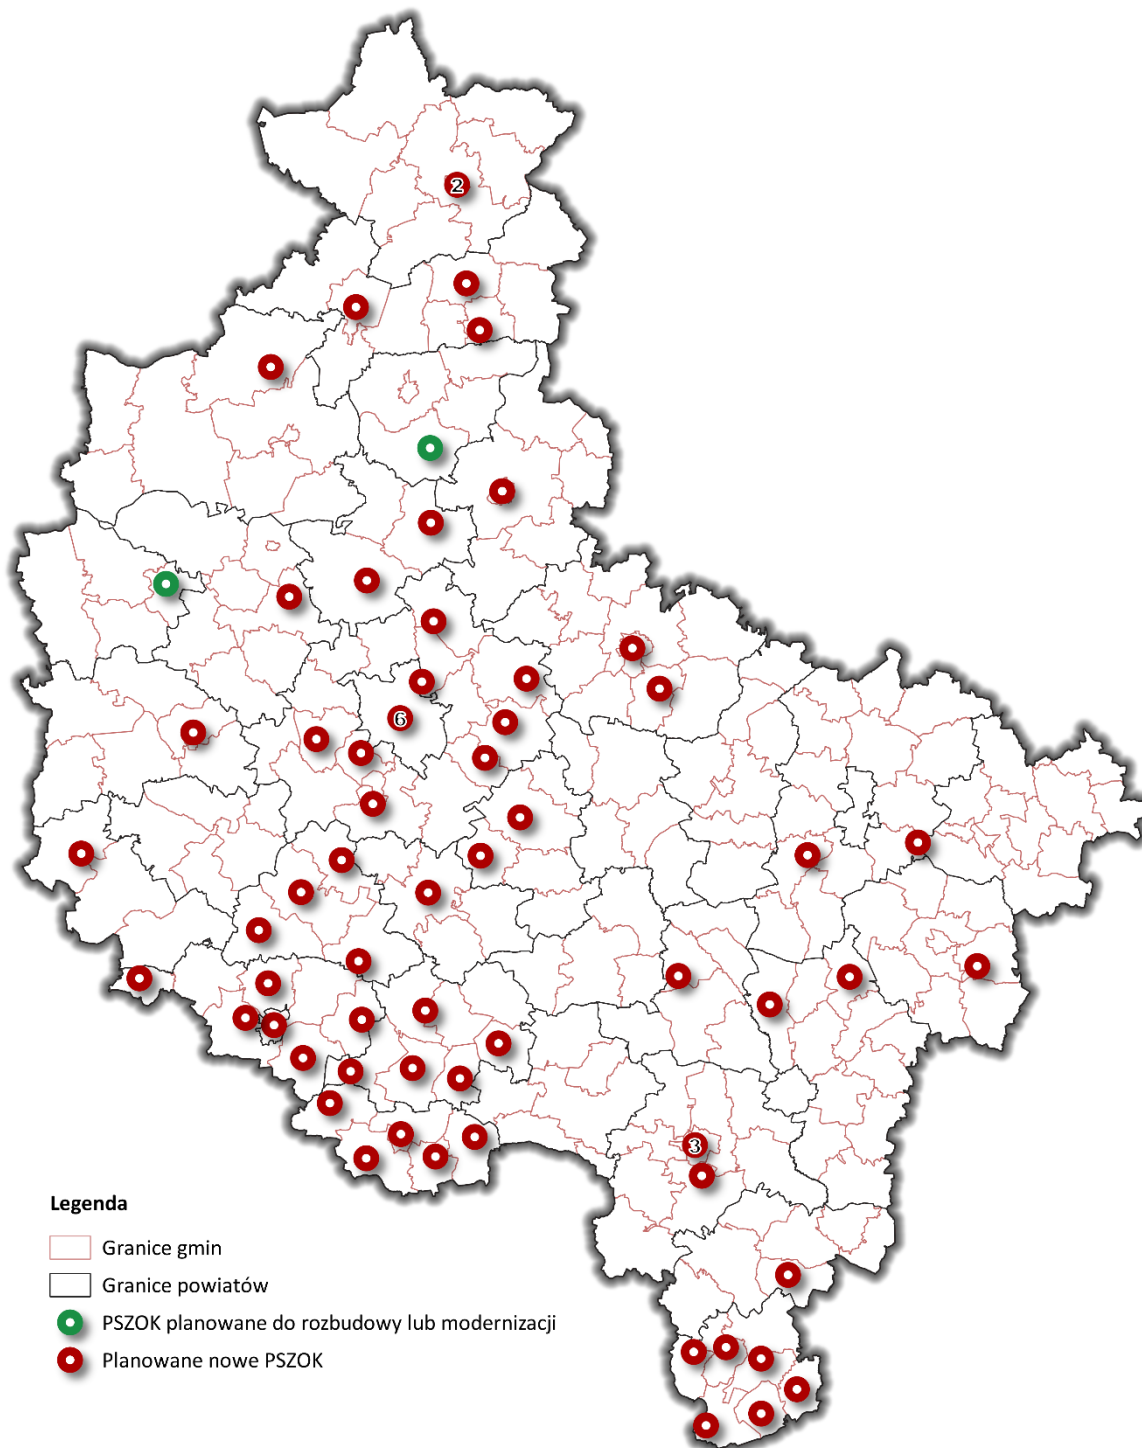 2
6
3
Legenda
Granice gmin
Granice powiatów
PSZOK planowane do rozbudowy lub modernizacji
Planowane nowe PSZOK